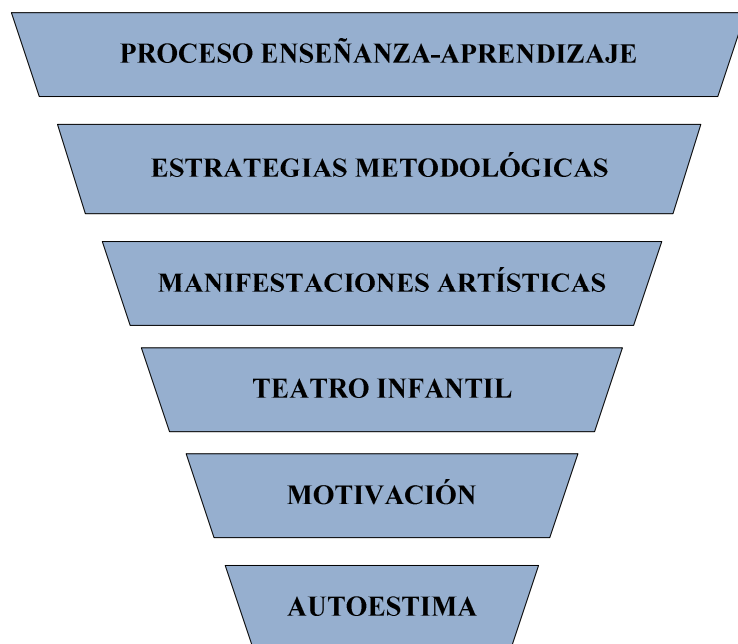 PROCESO ENSEÑANZA-APRENDIZAJE
ESTRATEGIAS METODOLÓGICAS
MANIFESTACIONES ARTÍSTICAS
TEATRO INFANTIL
MOTIVACIÓN
AUTOESTIMA